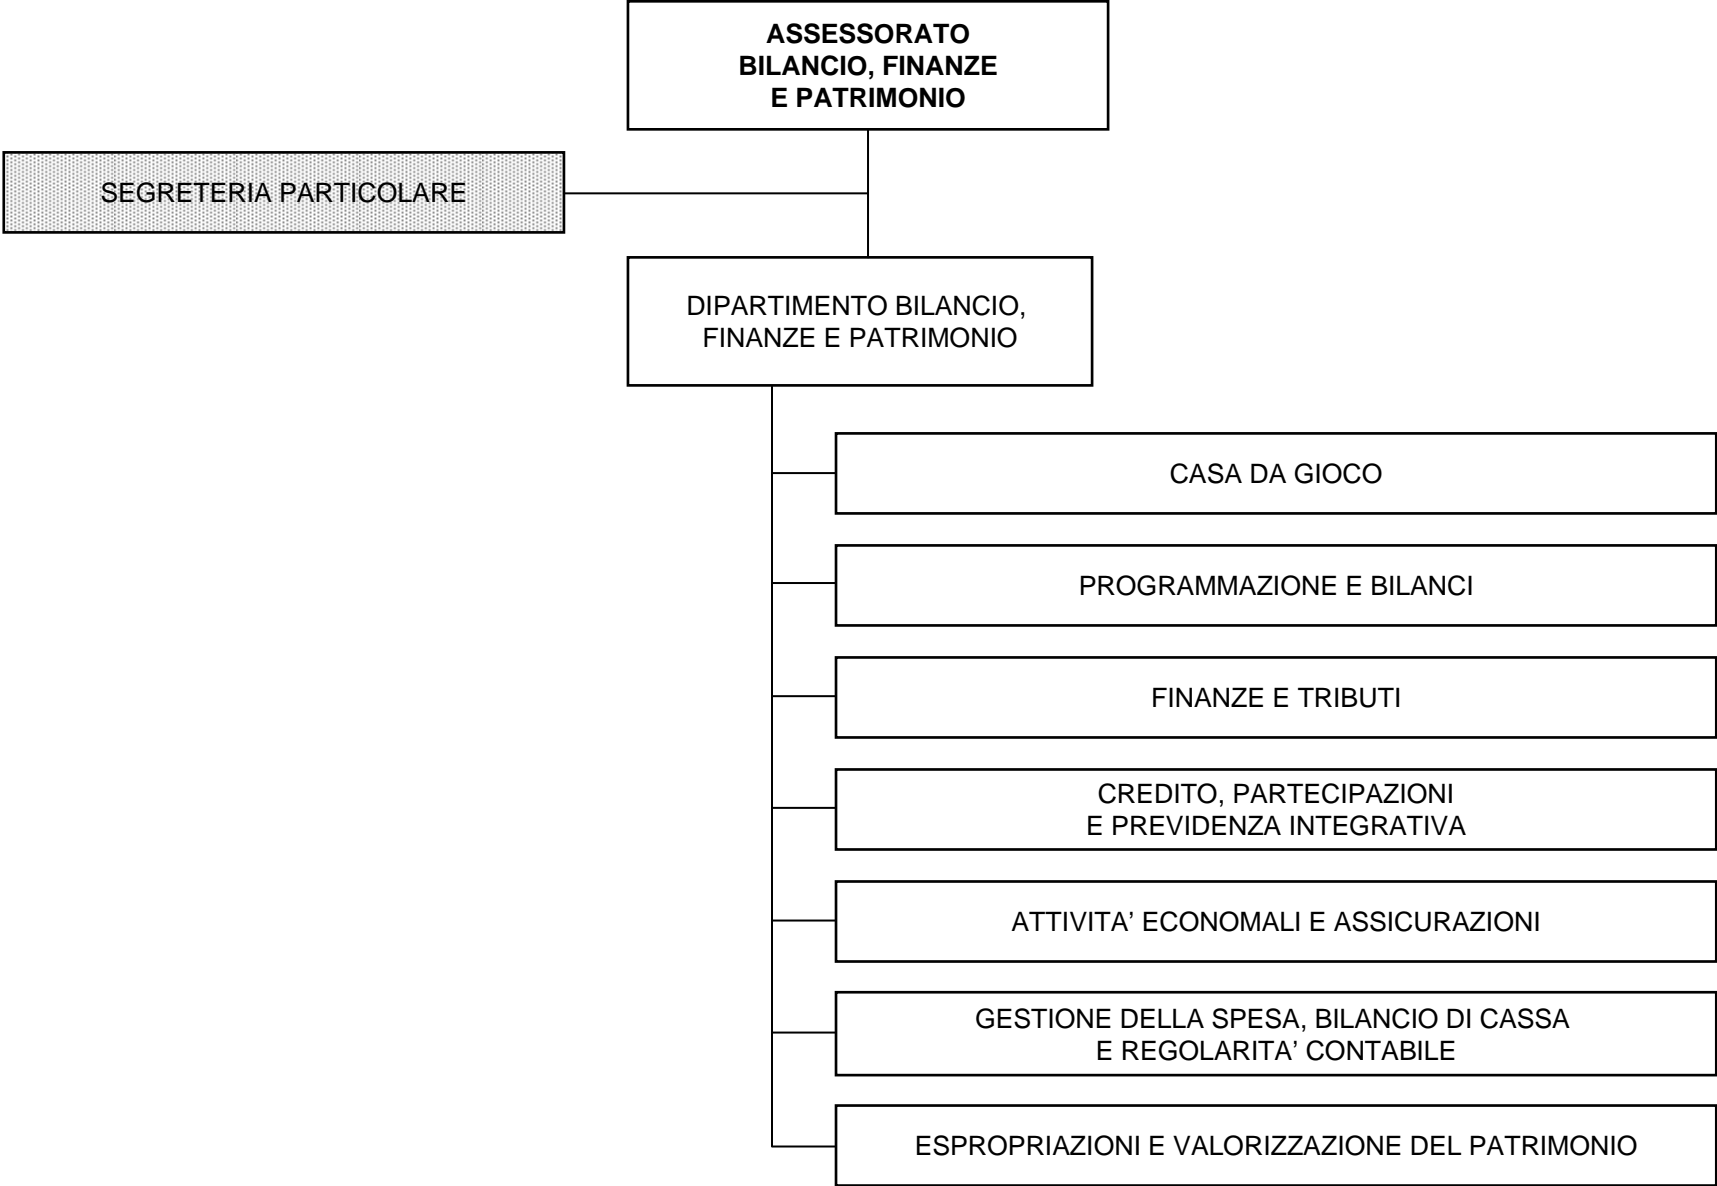 ASSESSORATO
BILANCIO, FINANZE
E PATRIMONIO
SEGRETERIA PARTICOLARE
DIPARTIMENTO BILANCIO,
FINANZE E PATRIMONIO
CASA DA GIOCO
PROGRAMMAZIONE E BILANCI
FINANZE E TRIBUTI
CREDITO, PARTECIPAZIONI
E PREVIDENZA INTEGRATIVA
ATTIVITA’ ECONOMALI E ASSICURAZIONI
GESTIONE DELLA SPESA, BILANCIO DI CASSA
E REGOLARITA’ CONTABILE
ESPROPRIAZIONI E VALORIZZAZIONE DEL PATRIMONIO